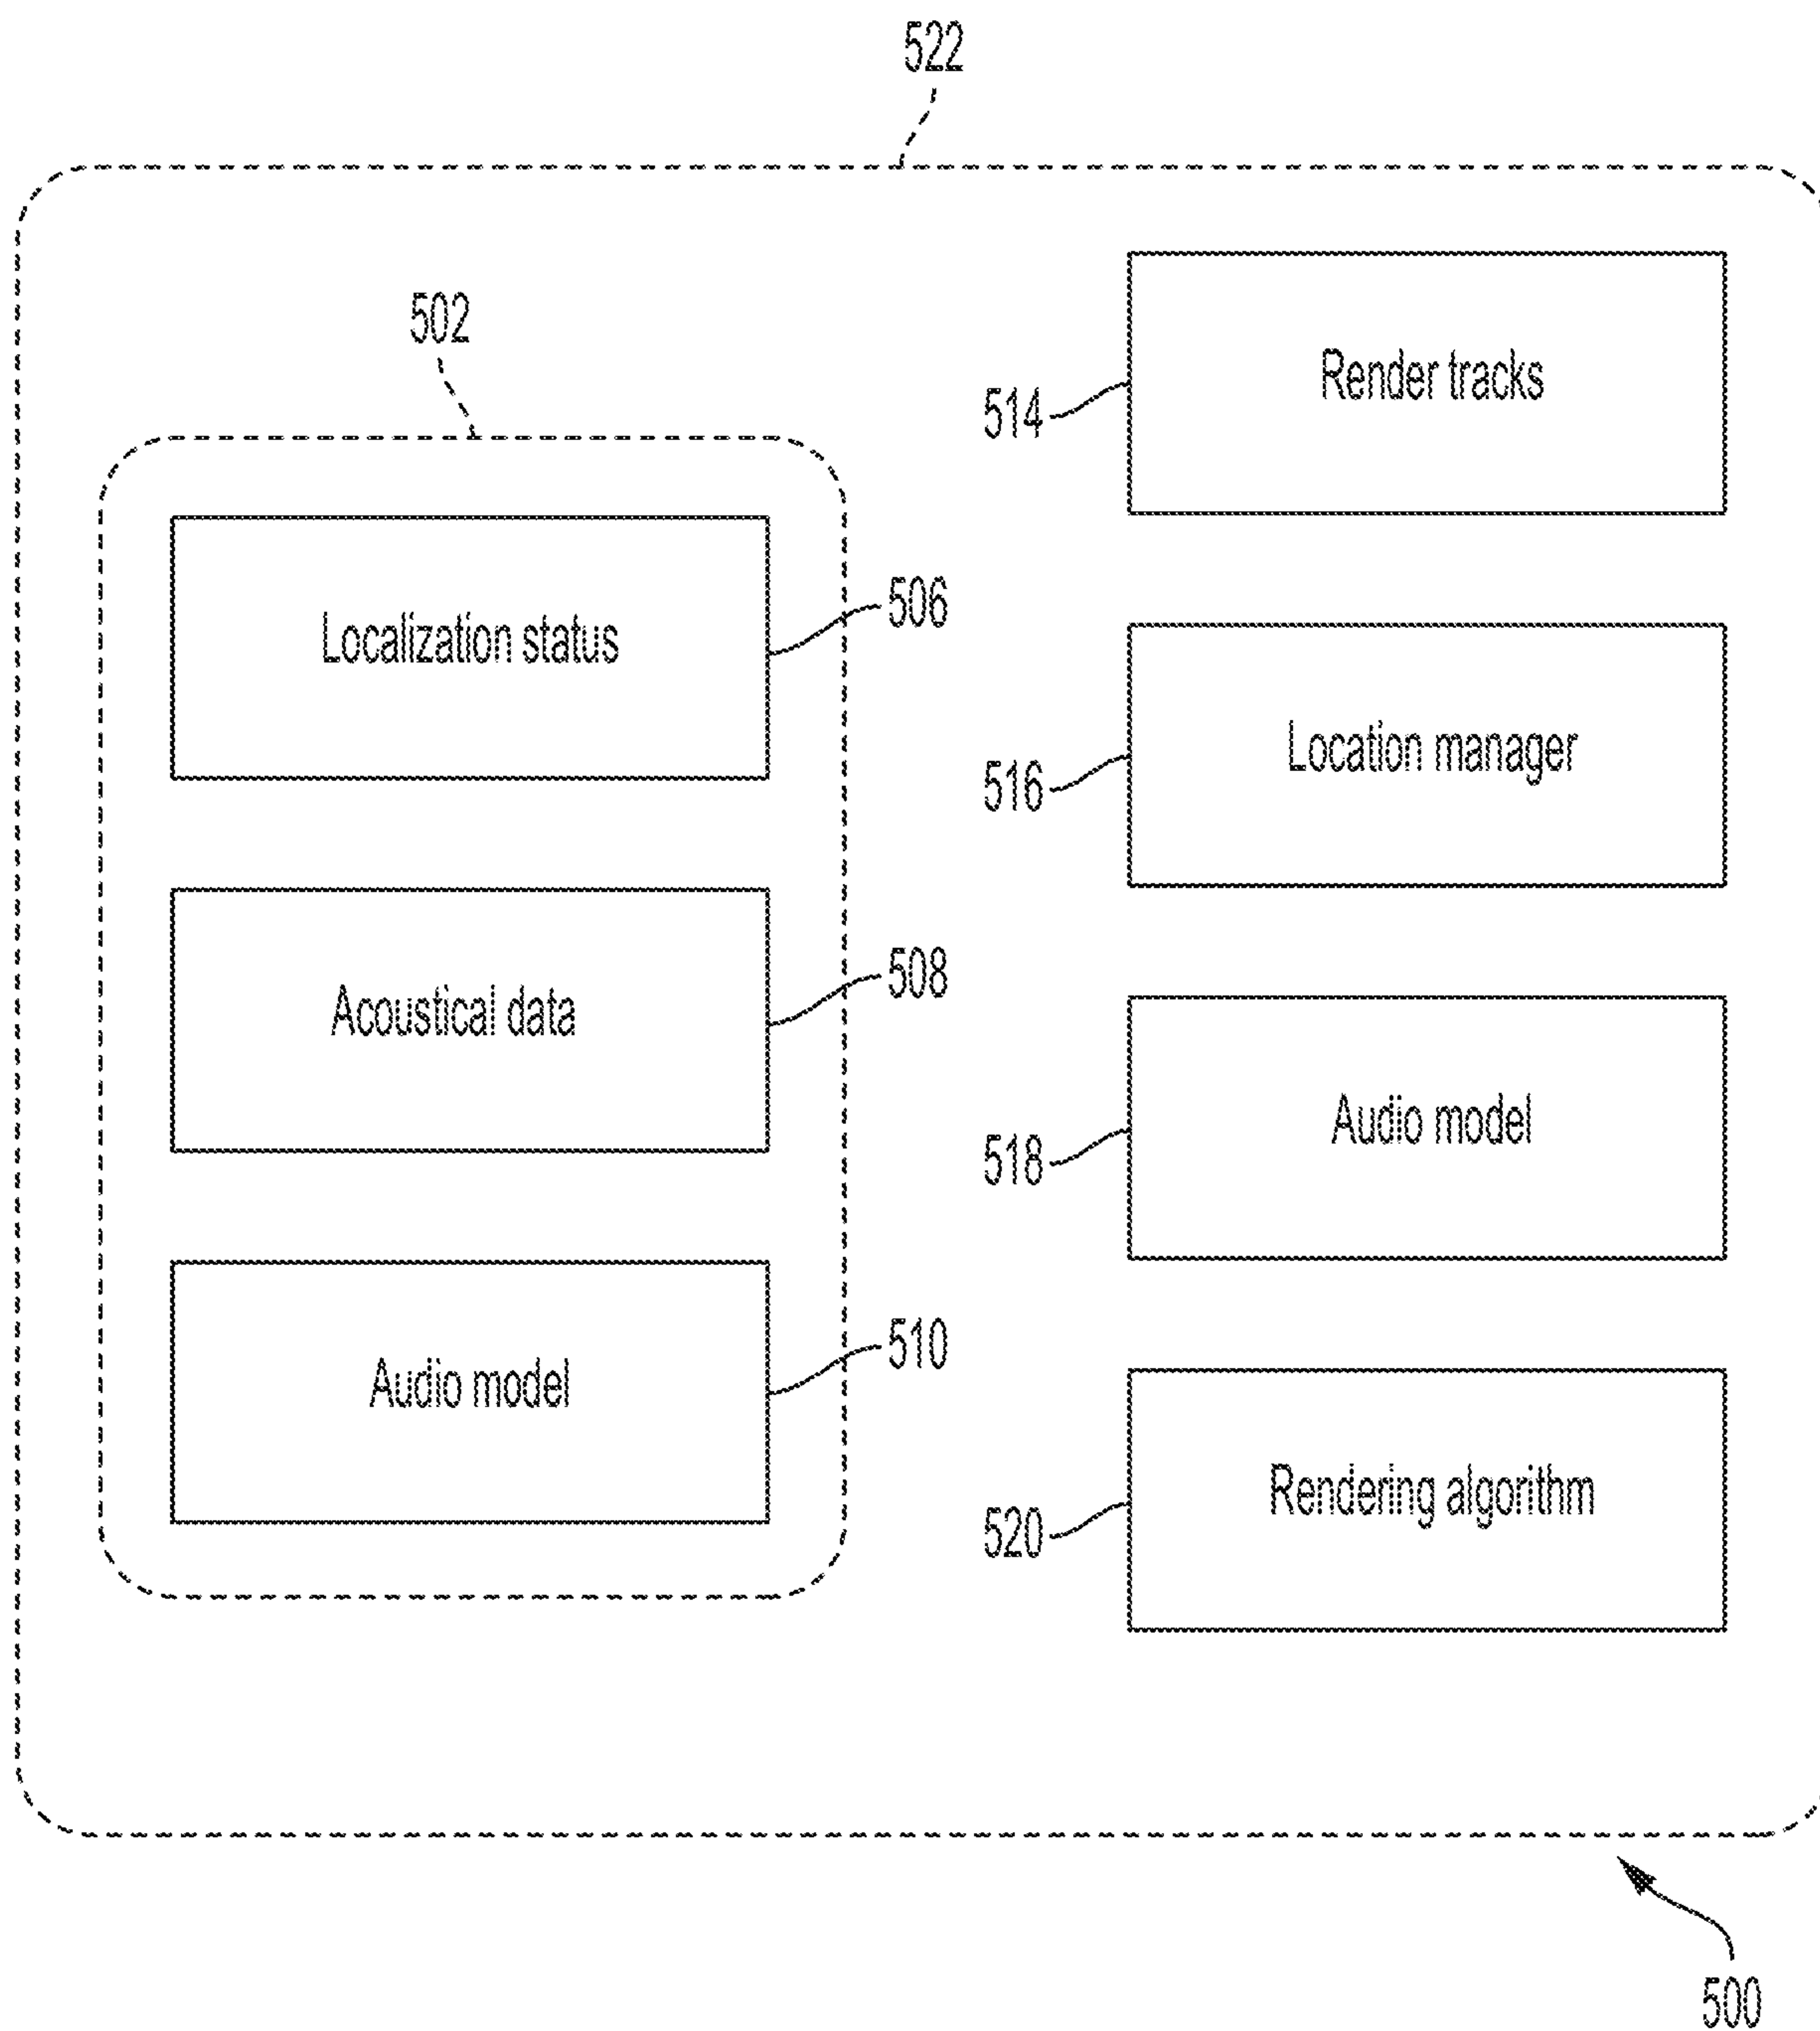 522
502
Render tracks
514
Localization status
506
Location manager
516
Acoustical data
508
Audio model
518
Audio model
510
Rendering algorithm
520
500